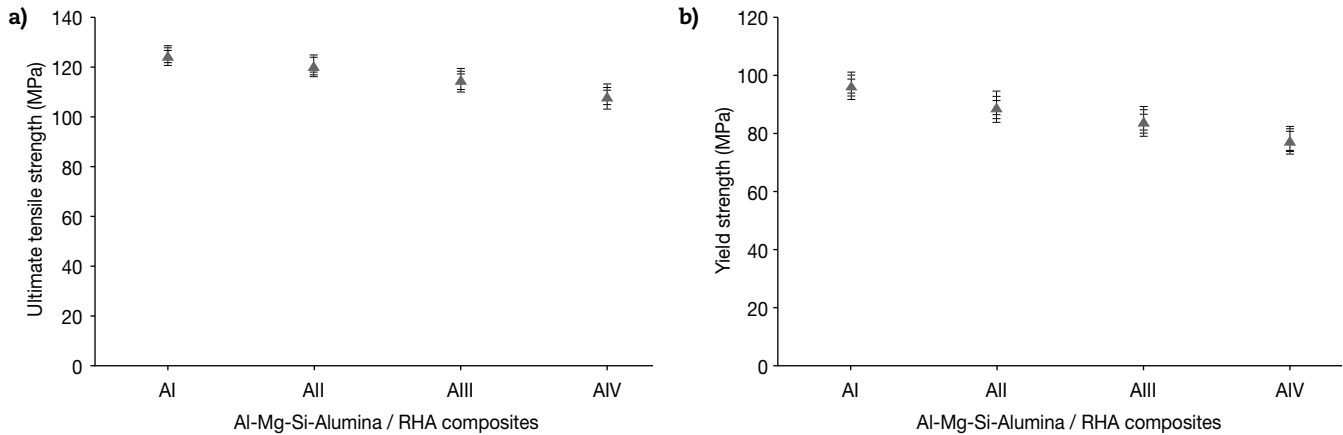 a)
Ultimate tensile strength (MPa)
140
120
100
80
60
40
20
0
AI
AII
AIII
AIV
Al-Mg-Si-Alumina / RHA composites
b)
Yield strength (MPa)
120
100
80
60
40
20
0
AI
AII
AIII
AIV
Al-Mg-Si-Alumina / RHA composites